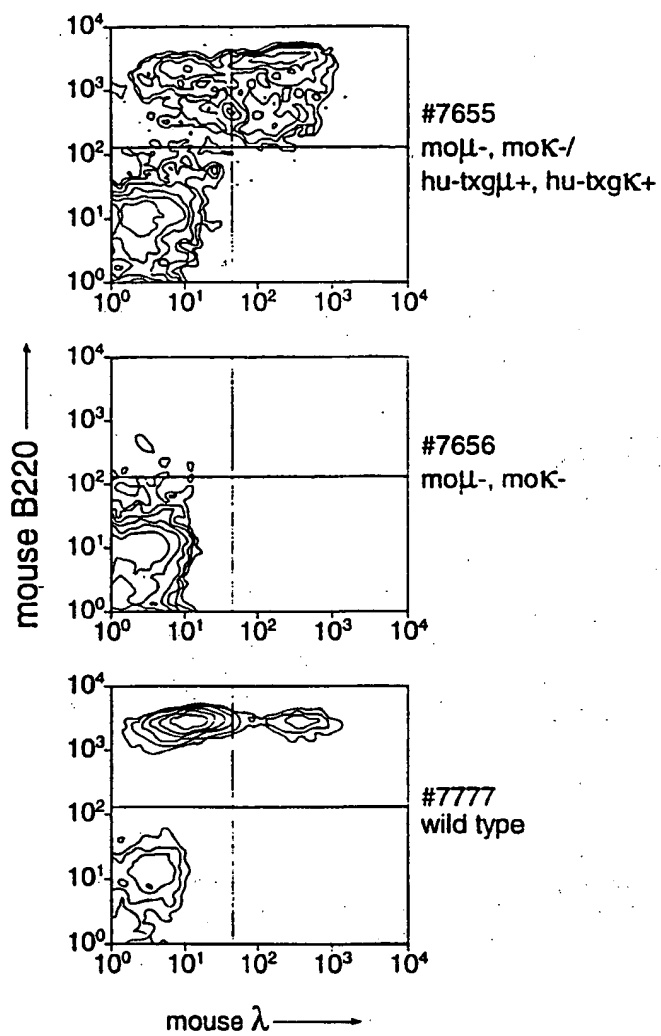 10⁴
10³
10²
10¹
10⁰
10⁰ 10¹ 10² 10³ 10⁴
#7655
moμ-, moκ-/
hu-txgμ+, hu-txgκ+
10⁴
10³
10²
10¹
10⁰
10⁰ 10¹ 10² 10³ 10⁴
#7656
moμ-, moκ-
10⁴
10³
10²
10¹
10⁰
10⁰ 10¹ 10² 10³ 10⁴
#7777
wild type
mouse B220
mouse λ